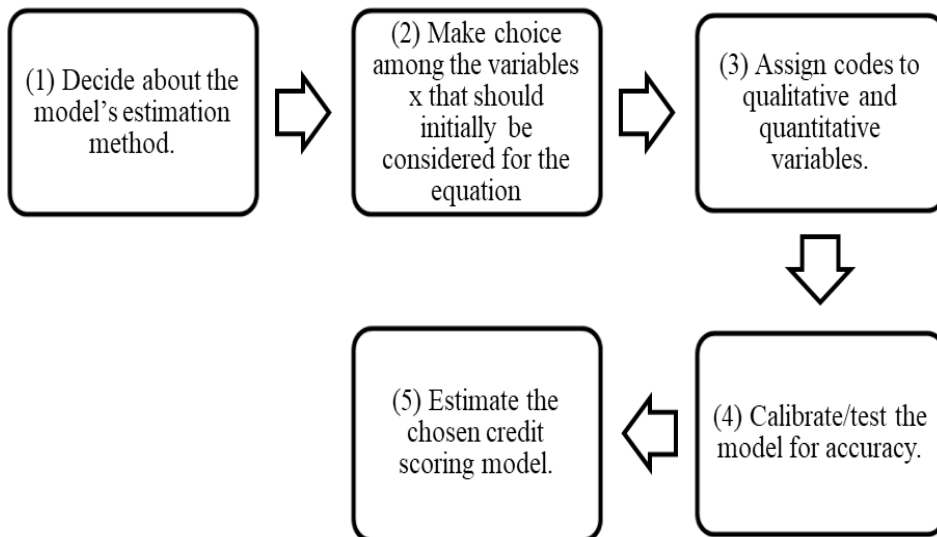 (1) Decide about the
model’s estimation
method.
(2) Make choice
among the variables
x that should
initially be
considered for the
equation
(3) Assign codes to
qualitative and
quantitative
variables.
(4) Calibrate/test the
model for accuracy.
(5) Estimate the
chosen credit
scoring model.